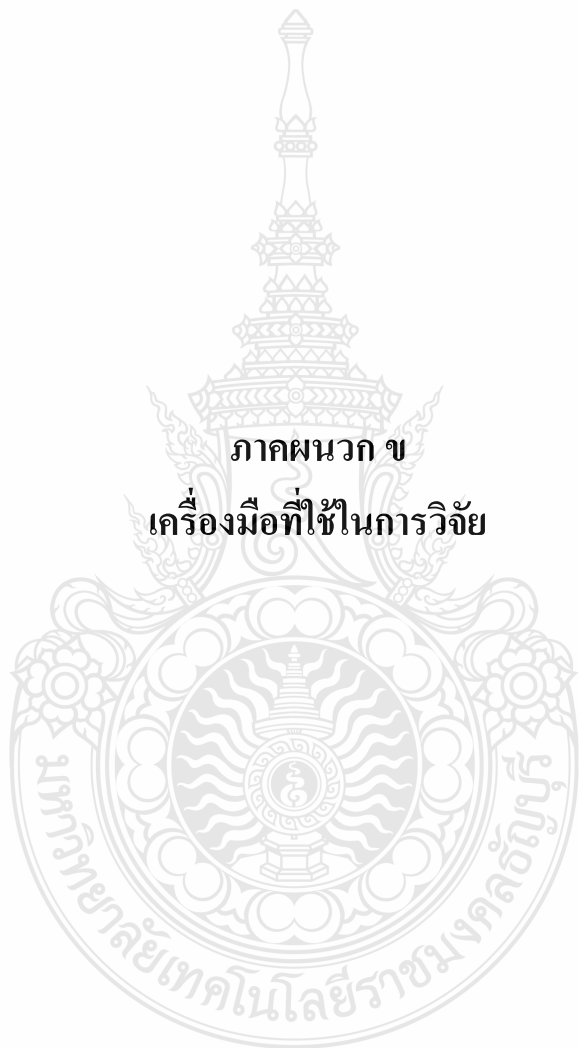 ภาคผนวก ข
เครื่องมือที่ใช้ในการวิจัย
มหาวิทยาลัยเทคโนโลยีราชมงคลธัญบุรี